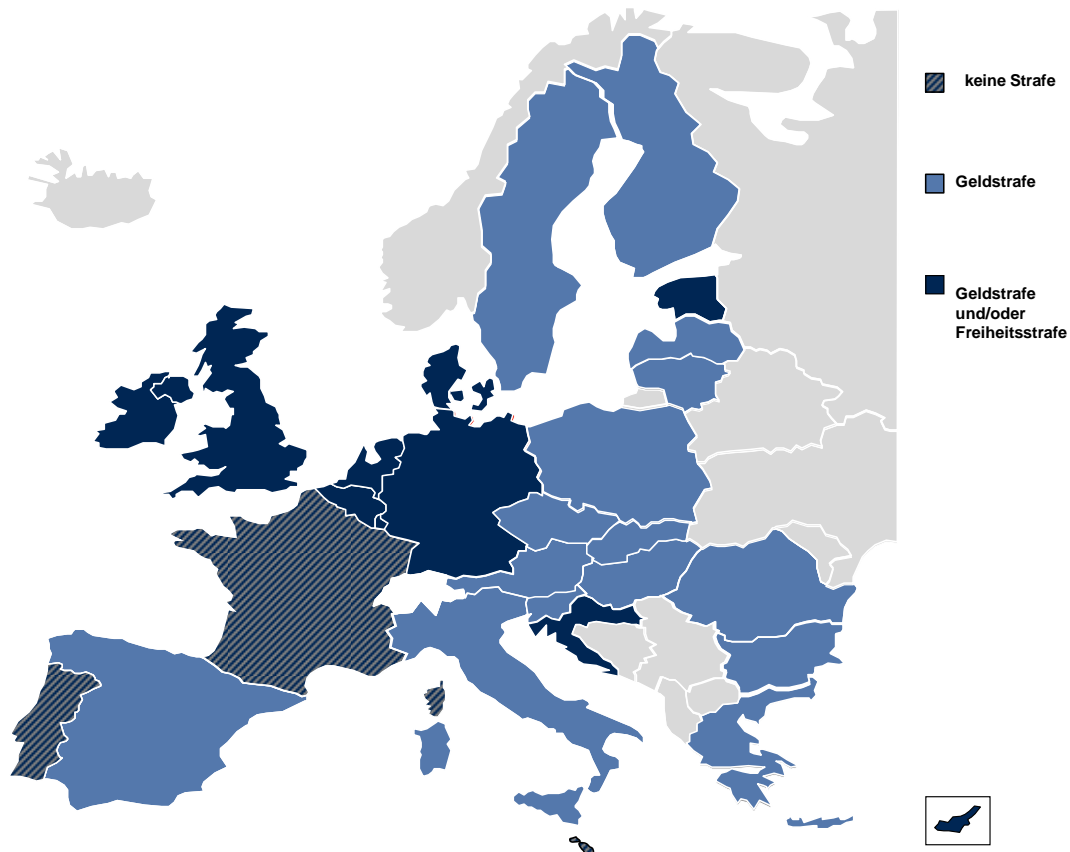 keine Strafe
Geldstrafe
Geldstrafe
und/oder
Freiheitsstrafe